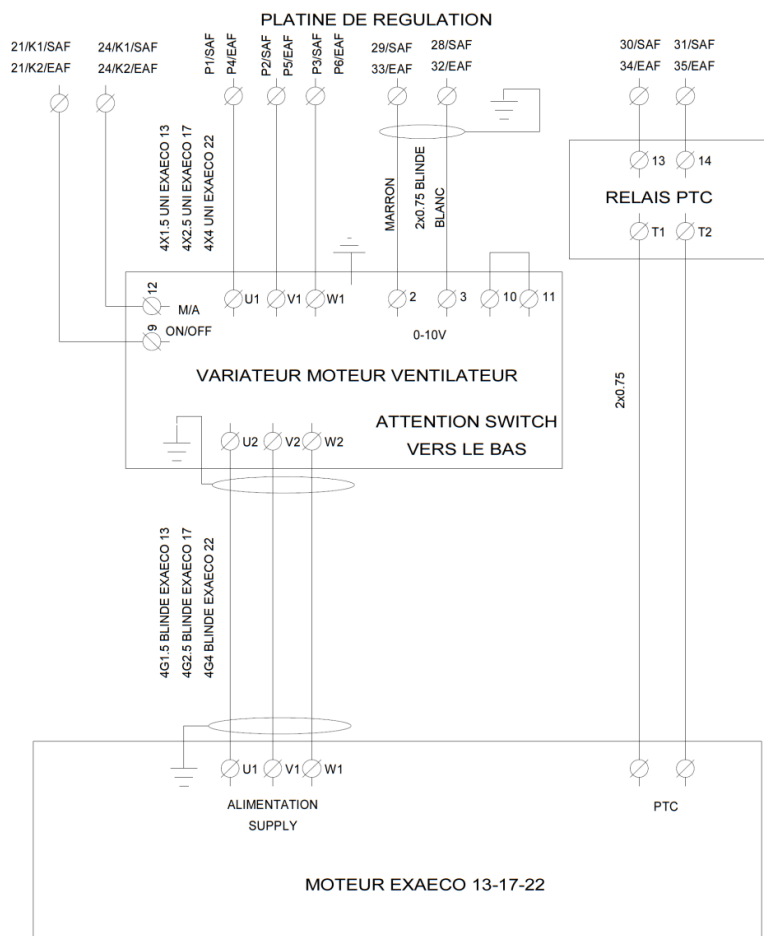 PLATINE DE REGULATION
21/K1/SAF
21/K2/EAF
24/K1/SAF
24/K2/EAF
P1/SAF
P4/EAF
P2/SAF
P5/EAF
P3/SAF
P6/EAF
29/SAF
33/EAF
28/SAF
32/EAF
30/SAF
34/EAF
31/SAF
35/EAF
4X1.5 UNI EXAECO 13
4X2.5 UNI EXAECO 17
4X4 UNI EXAECO 22
MARRON
2x0.75 BLINDE
BLANC
13
14
RELAIS PTC
T1
T2
12
M/A
9
ON/OFF
U1
V1
W1
2
3
10
11
0-10V
VARIATEUR MOTEUR VENTILATEUR
ATTENTION SWITCH
VERS LE BAS
U2
V2
W2
2x0.75
4G1.5 BLINDE EXAECO 13
4G2.5 BLINDE EXAECO 17
4G4 BLINDE EXAECO 22
U1
V1
W1
ALIMENTATION
SUPPLY
PTC
MOTEUR EXAECO 13-17-22